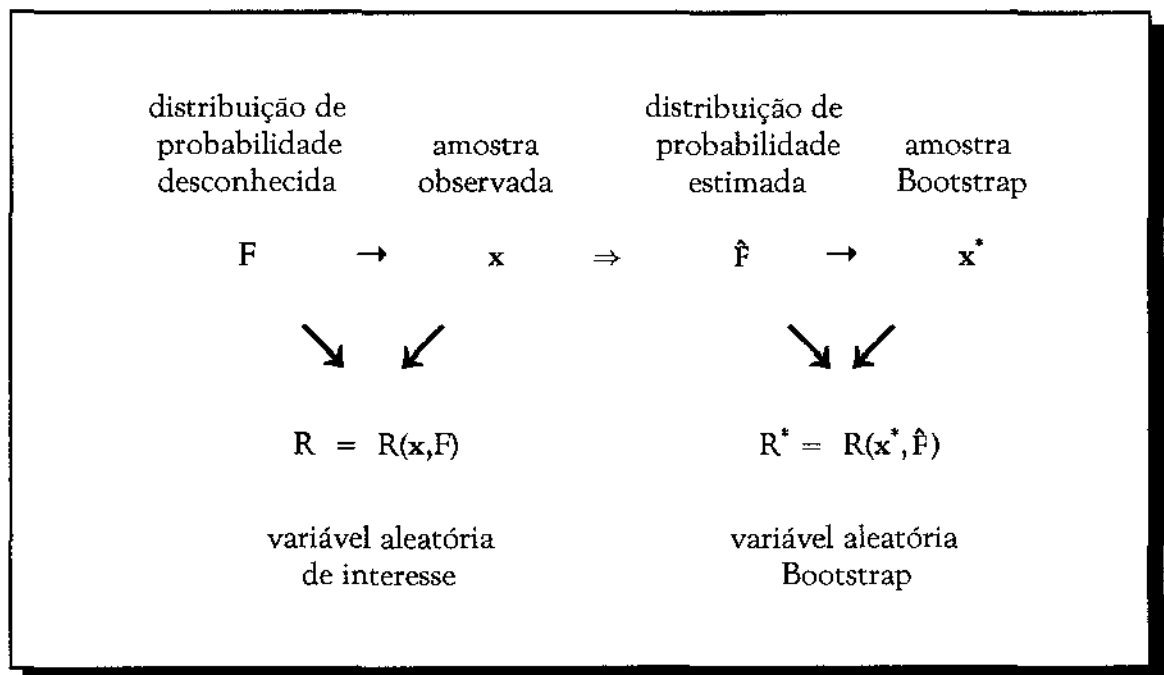 distribuição de
probabilidade
desconhecida
amostra
observada
distribuição de
probabilidade
estimada
amostra
Bootstrap
F → x ⇒ F̂ → x*
R = R(x,F)
R* = R(x*,F̂)
variável aleatória
de interesse
variável aleatória
Bootstrap